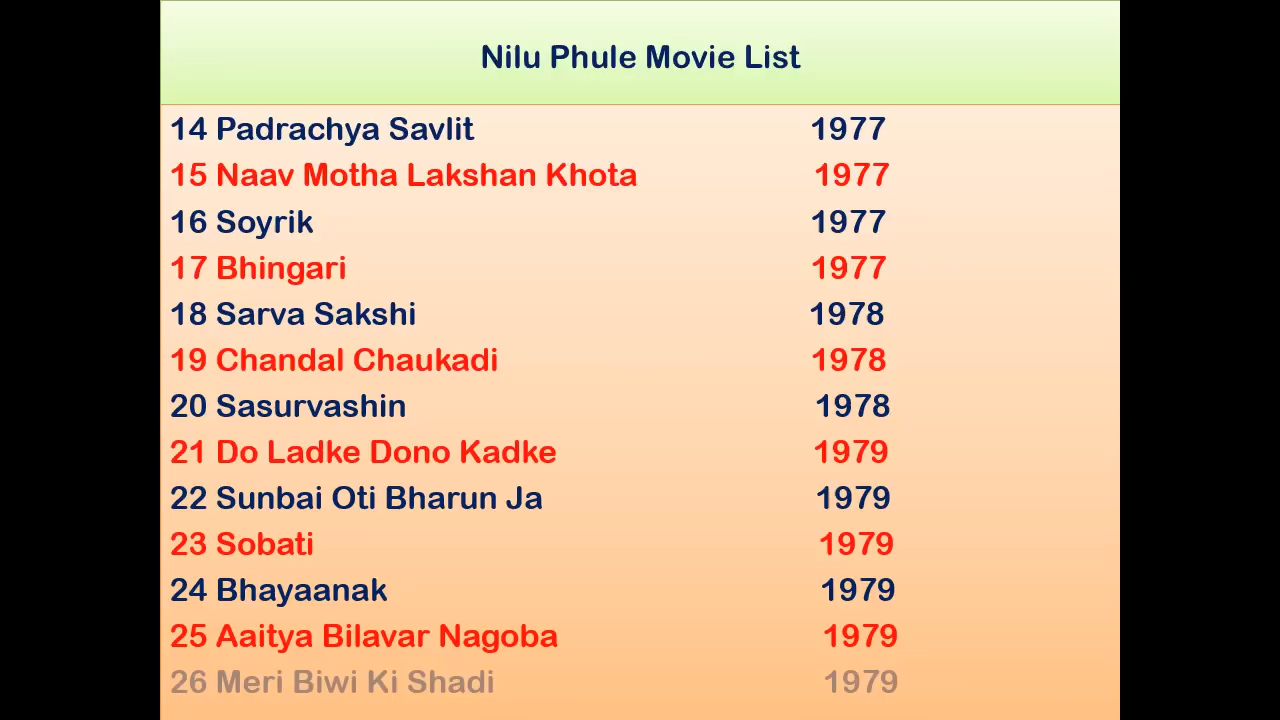 Nilu Phule Movie List
14 Padrachya Savlit 1977
15 Naav Motha Lakshan Khota 1977
16 Soyrik 1977
17 Bhingari 1977
18 Sarva Sakshi 1978
19 Chandal Chaukadi 1978
20 Sasurvashin 1978
21 Do Ladke Dono Kadke 1979
22 Sunbai Oti Bharun Ja 1979
23 Sobati 1979
24 Bhayaanak 1979
25 Aaitya Bilavar Nagoba 1979
26 Meri Biwi Ki Shadi 1979